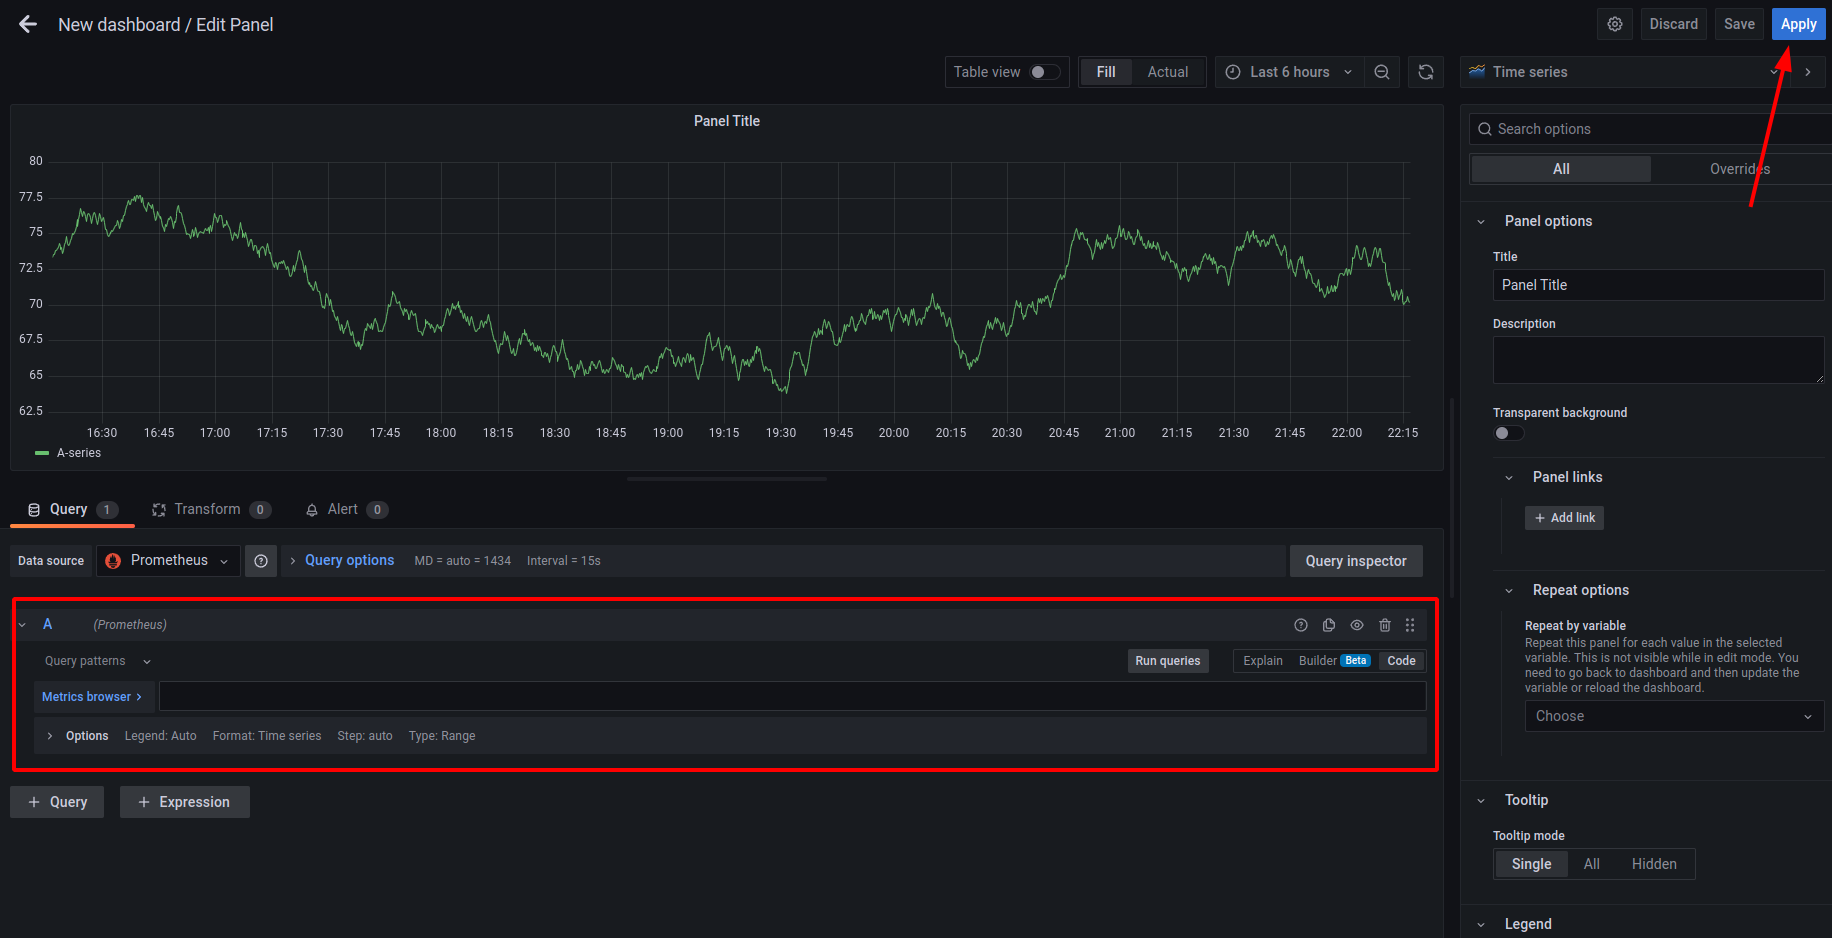 New dashboard / Edit Panel
Discard
Save
Apply
Table view
Fill
Actual
Last 6 hours
Time series
Panel Title
80
77.5
75
72.5
70
67.5
65
62.5
16:30 16:45 17:00 17:15 17:30 17:45 18:00 18:15 18:30 18:45 19:00 19:15 19:30 19:45 20:00 20:15 20:30 20:45 21:00 21:15 21:30 21:45 22:00 22:15
A-series
Query 1
Transform 0
Alert 0
Data source
Prometheus
Query options
MD = auto = 1434
Interval = 15s
Query inspector
A
(Prometheus)
Query patterns
Run queries
Explain
Builder Beta
Code
Metrics browser
Options
Legend: Auto
Format: Time series
Step: auto
Type: Range
+ Query
+ Expression
Search options
All
Overrides
Panel options
Title
Panel Title
Description
Transparent background
Panel links
+ Add link
Repeat options
Repeat by variable
Repeat this panel for each value in the selected
variable. This is not visible while in edit mode. You
need to go back to dashboard and then update the
variable or reload the dashboard.
Choose
Tooltip
Tooltip mode
Single
All
Hidden
Legend